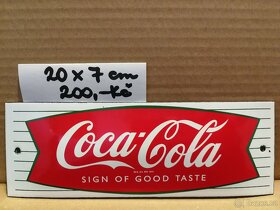 20 x 7 cm
200,- Kč
Coca-Cola
SIGN OF GOOD TASTE